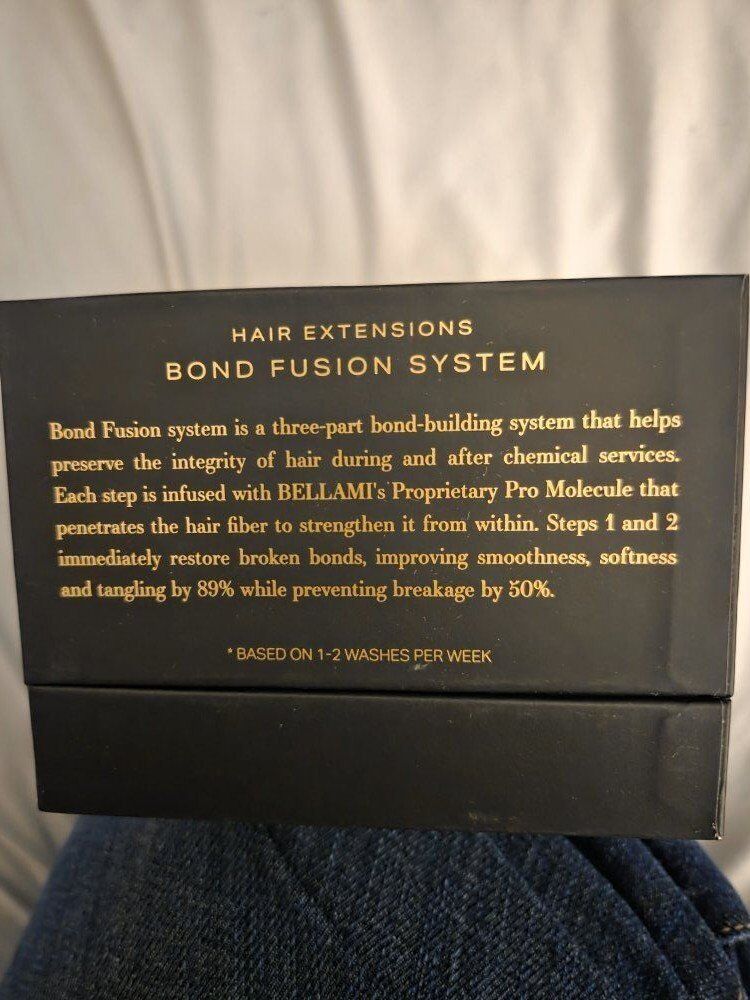 HAIR EXTENSIONS
BOND FUSION SYSTEM
Bond Fusion system is a three-part bond-building system that helps
preserve the integrity of hair during and after chemical services.
Each step is infused with BELLAMI's Proprietary Pro Molecule that
penetrates the hair fiber to strengthen it from within. Steps 1 and 2
immediately restore broken bonds, improving smoothness, softness
and tangling by 89% while preventing breakage by 50%.
* BASED ON 1-2 WASHES PER WEEK